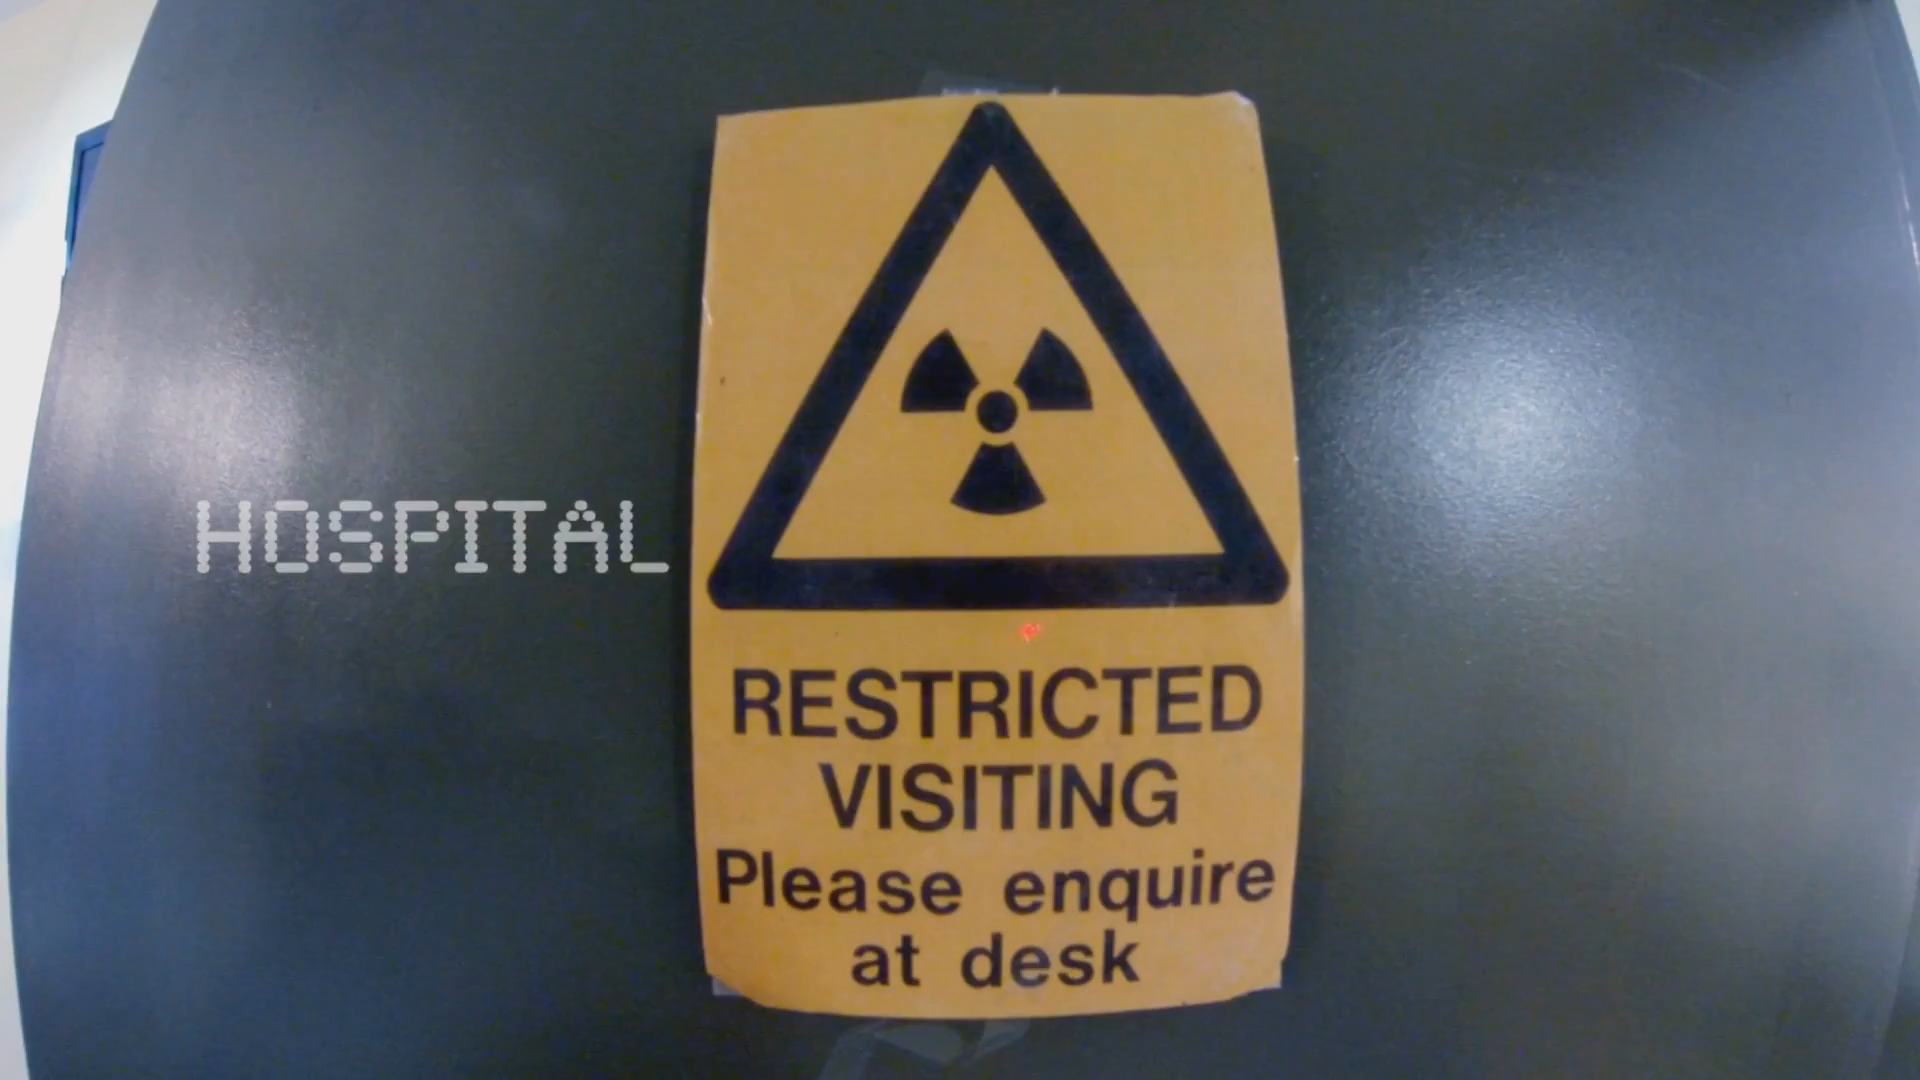 HOSPITAL
RESTRICTED
VISITING
Please enquire
at desk